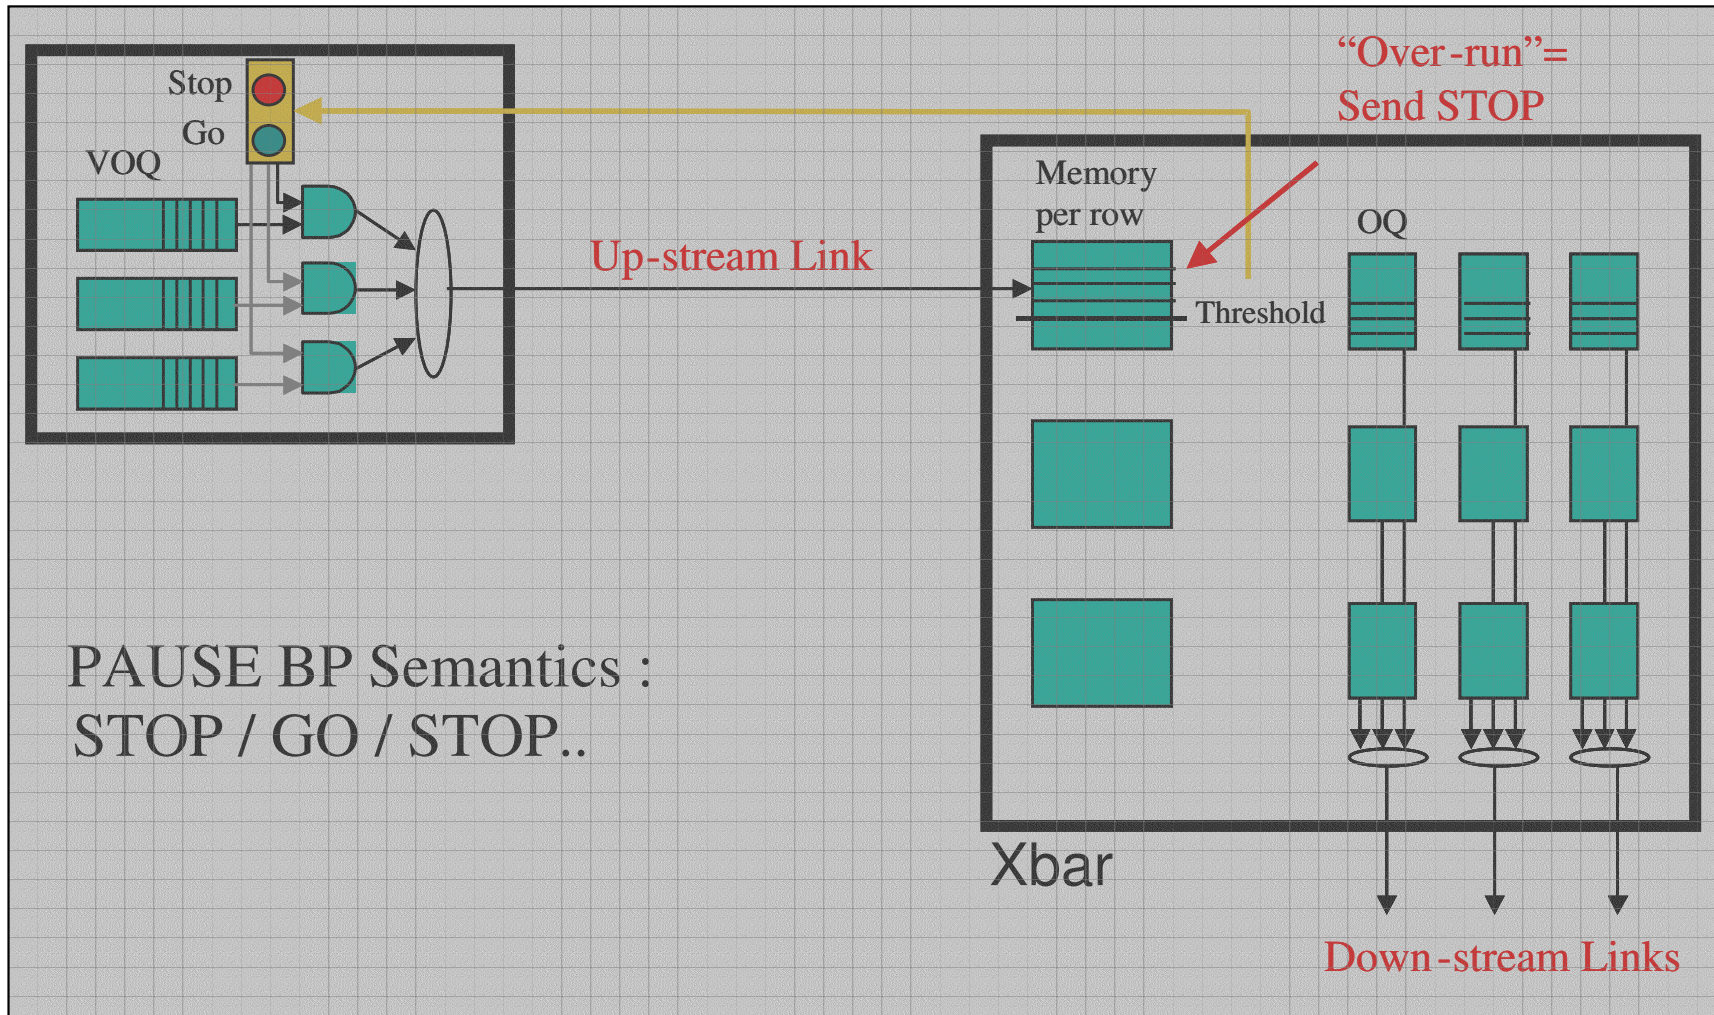 Stop
Go
VOQ
“Over-run”=
Send STOP
Memory
per row
OQ
Up-stream Link
Threshold
PAUSE BP Semantics :
STOP / GO / STOP..
Xbar
Down-stream Links